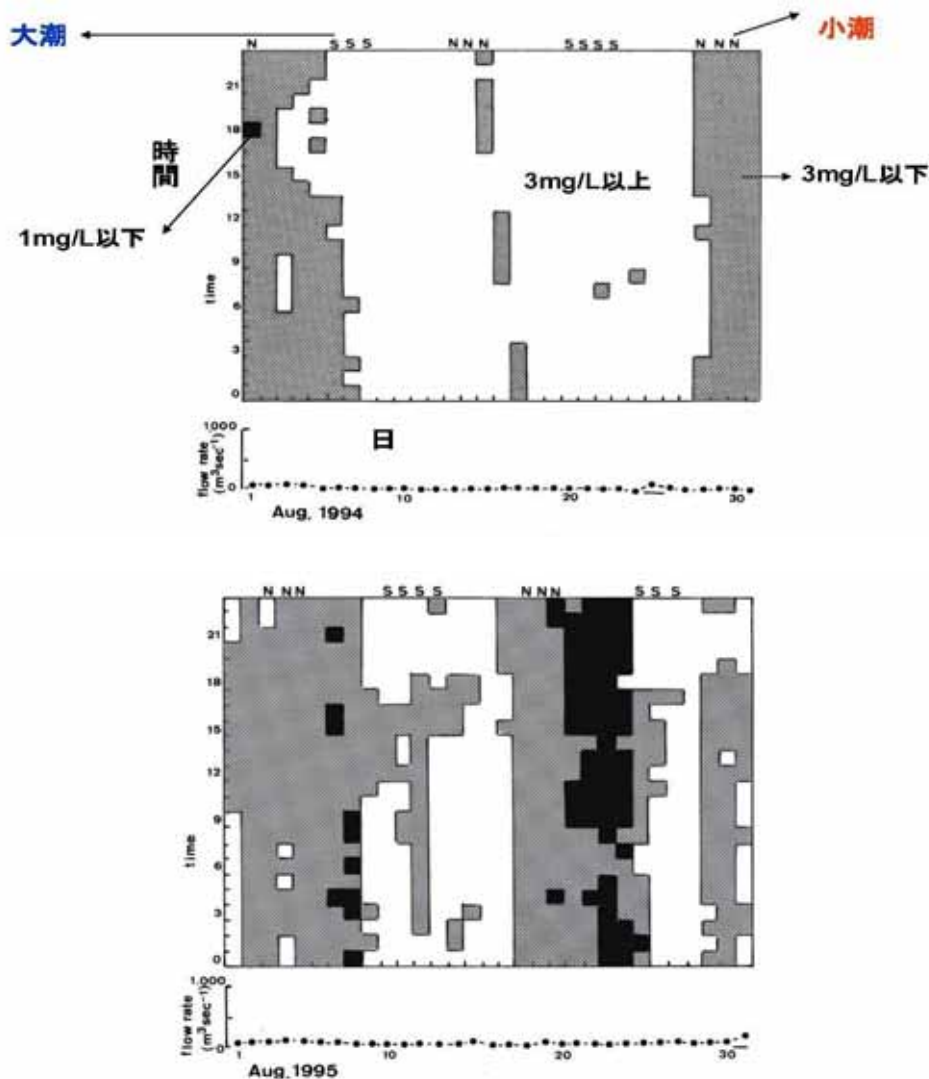 大潮
小潮
N S S S N N N S S S S N N N
21
18
15
12
9
6
3
0
time
時間
1mg/L以下
3mg/L以上
3mg/L以下
日
1,000
0
flow rate
(m³sec⁻¹)
1 10 20 30
Aug, 1994
N N N S S S S N N N S S S
21
18
15
12
9
6
3
0
time
1,000
0
flow rate
(m³sec⁻¹)
1 10 20 30
Aug,1995